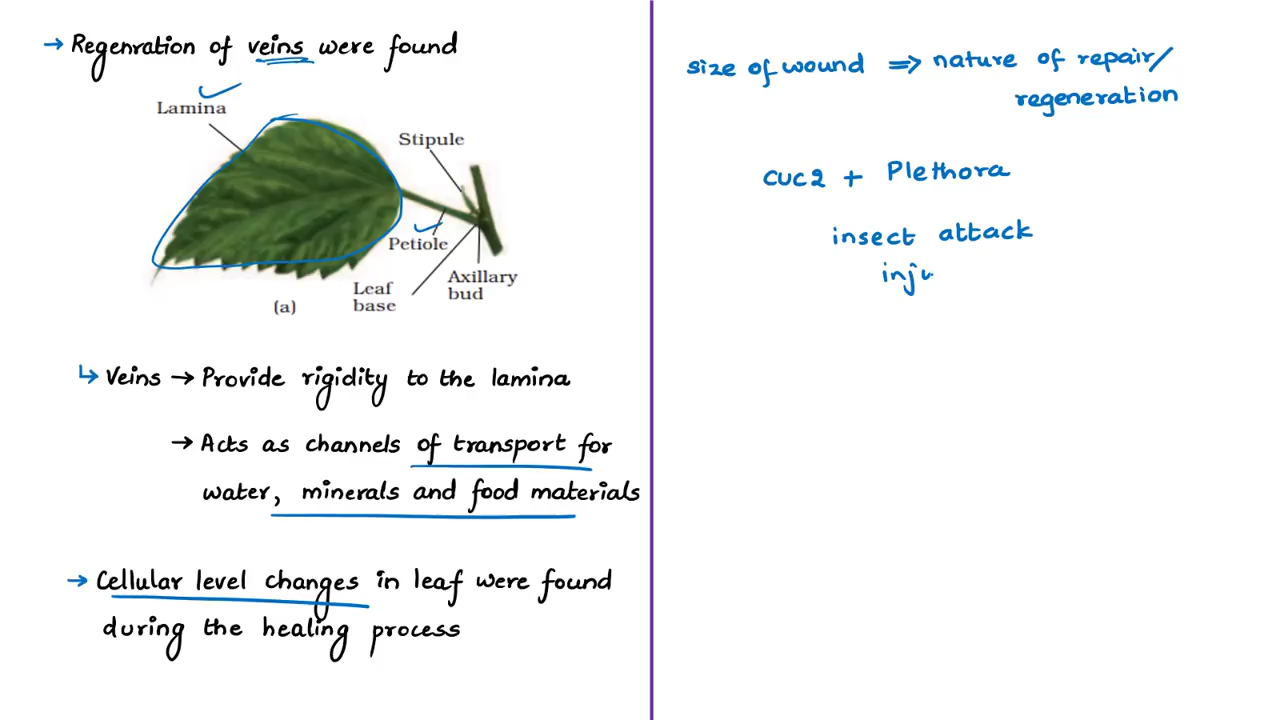 → Regenration of veins were found
Lamina
Stipule
Petiole
Leaf base
Axillary bud
(a)
↳ Veins → Provide rigidity to the lamina
→ Acts as channels of transport for
water, minerals and food materials
→ Cellular level changes in leaf were found
during the healing process
size of wound ⇒ nature of repair/
regeneration
CUC2 + Plethora
insect attack
inju